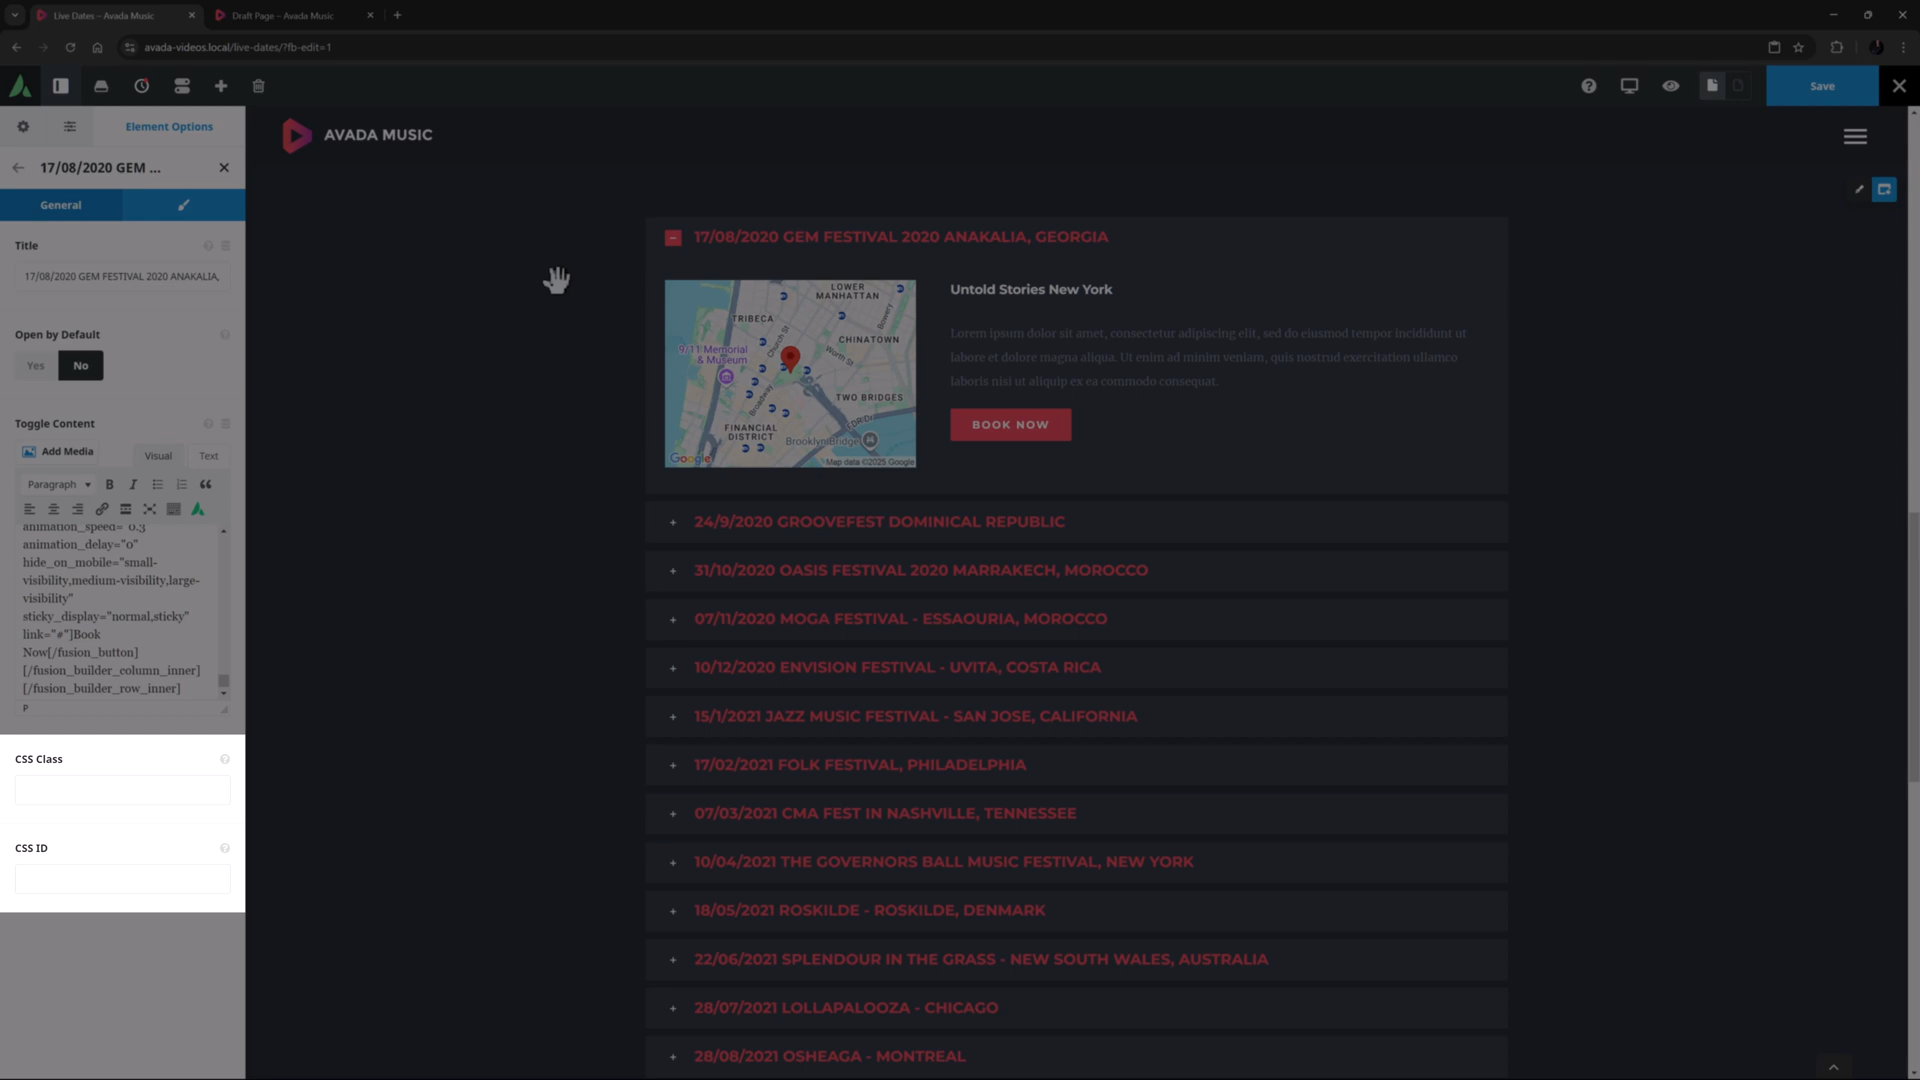 Live Dates – Avada Music
Draft Page – Avada Music
avada-videos.local/live-dates/?fb-edit=1
Save
Element Options
17/08/2020 GEM ...
General
Title
17/08/2020 GEM FESTIVAL 2020 ANAKALIA,
Open by Default
Yes
No
Toggle Content
Add Media
Visual
Text
Paragraph
animation_speed="0.3"
animation_delay="0"
hide_on_mobile="small-
visibility,medium-visibility,large-
visibility"
sticky_display="normal,sticky"
link="#"]Book
Now[/fusion_button]
[/fusion_builder_column_inner]
[/fusion_builder_row_inner]
P
CSS Class
CSS ID
AVADA MUSIC
17/08/2020 GEM FESTIVAL 2020 ANAKALIA, GEORGIA
LOWER
MANHATTAN
TRIBECA
Church St
Bowery
CHINATOWN
Worth St
9/11 Memorial
& Museum
Broadway
TWO BRIDGES
FDR Dr
FINANCIAL
DISTRICT
Brooklyn Bridge
Google
Map data ©2025 Google
Untold Stories New York
Lorem ipsum dolor sit amet, consectetur adipiscing elit, sed do eiusmod tempor incididunt ut
labore et dolore magna aliqua. Ut enim ad minim veniam, quis nostrud exercitation ullamco
laboris nisi ut aliquip ex ea commodo consequat.
BOOK NOW
24/9/2020 GROOVEFEST DOMINICAL REPUBLIC
31/10/2020 OASIS FESTIVAL 2020 MARRAKECH, MOROCCO
07/11/2020 MOGA FESTIVAL - ESSAOURIA, MOROCCO
10/12/2020 ENVISION FESTIVAL - UVITA, COSTA RICA
15/1/2021 JAZZ MUSIC FESTIVAL - SAN JOSE, CALIFORNIA
17/02/2021 FOLK FESTIVAL, PHILADELPHIA
07/03/2021 CMA FEST IN NASHVILLE, TENNESSEE
10/04/2021 THE GOVERNORS BALL MUSIC FESTIVAL, NEW YORK
18/05/2021 ROSKILDE - ROSKILDE, DENMARK
22/06/2021 SPLENDOUR IN THE GRASS - NEW SOUTH WALES, AUSTRALIA
28/07/2021 LOLLAPALOOZA - CHICAGO
28/08/2021 OSHEAGA - MONTREAL